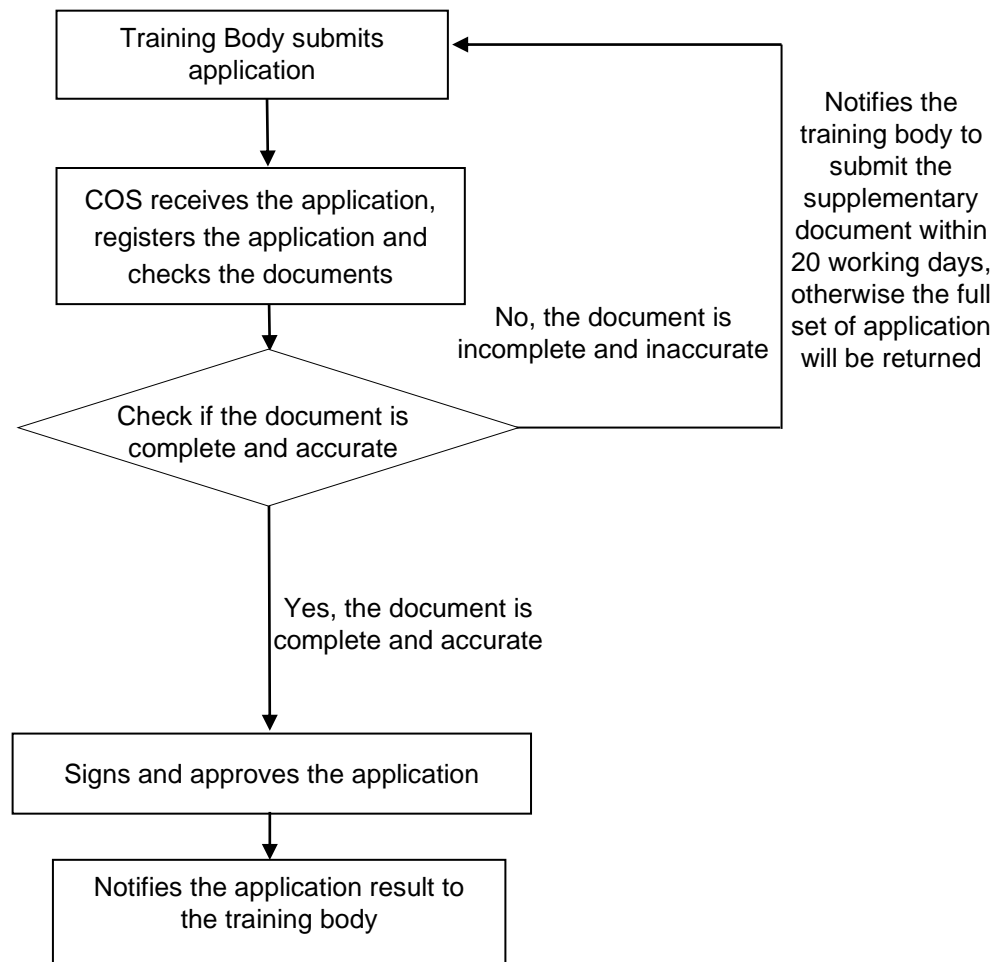 Training Body submits
application
COS receives the application,
registers the application and
checks the documents
Notifies the
training body to
submit the
supplementary
document within
20 working days,
otherwise the full
set of application
will be returned
No, the document is
incomplete and inaccurate
Check if the document is
complete and accurate
Yes, the document is
complete and accurate
Signs and approves the application
Notifies the application result to
the training body